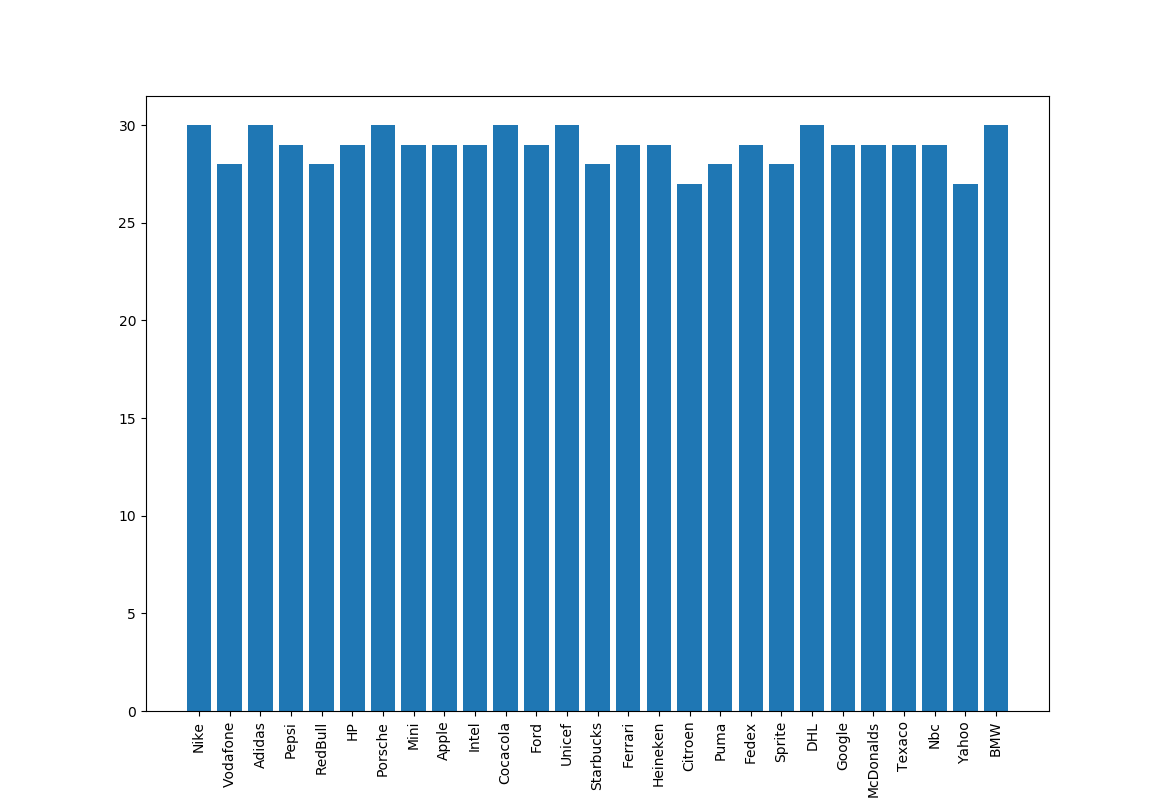 30
25
20
15
10
5
0
Nike
Vodafone
Adidas
Pepsi
RedBull
HP
Porsche
Mini
Apple
Intel
Cocacola
Ford
Unicef
Starbucks
Ferrari
Heineken
Citroen
Puma
Fedex
Sprite
DHL
Google
McDonalds
Texaco
Nbc
Yahoo
BMW